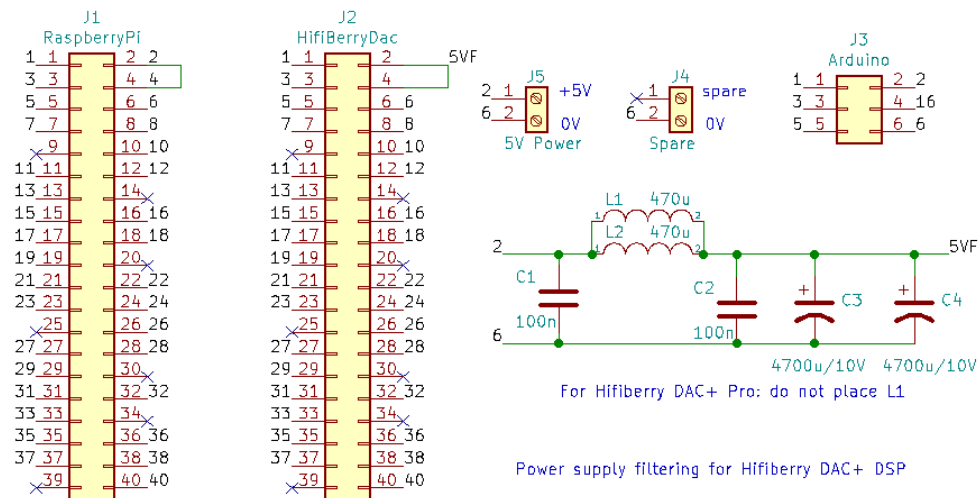 J1
RaspberryPi
1 1 2 2
3 3 4 4
5 5 6 6
7 7 8 8
9 10 10
11 11 12 12
13 13 14
15 15 16 16
17 17 18 18
19 19 20
21 21 22 22
23 23 24 24
25 26 26
27 27 28 28
29 29 30
31 31 32 32
33 33 34
35 35 36 36
37 37 38 38
39 40 40
J2
HifiBerryDac
1 1 2 5VF
3 3 4
5 5 6 6
7 7 8 8
9 10 10
11 11 12 12
13 13 14
15 15 16 16
17 17 18 18
19 19 20
21 21 22 22
23 23 24 24
25 26 26
27 27 28 28
29 29 30
31 31 32 32
33 33 34
35 35 36 36
37 37 38 38
39 40 40
J5
2 1 +5V
6 2 0V
5V Power
J4
1 spare
6 2 0V
Spare
J3
Arduino
1 1 2 2
3 3 4 16
5 5 6 6
L1 470u
1 2
L2 470u
1 2
2 5VF
C1
100n
C2
100n
+ C3
4700u/10V
+ C4
4700u/10V
6
For Hifiberry DAC+ Pro: do not place L1
Power supply filtering for Hifiberry DAC+ DSP